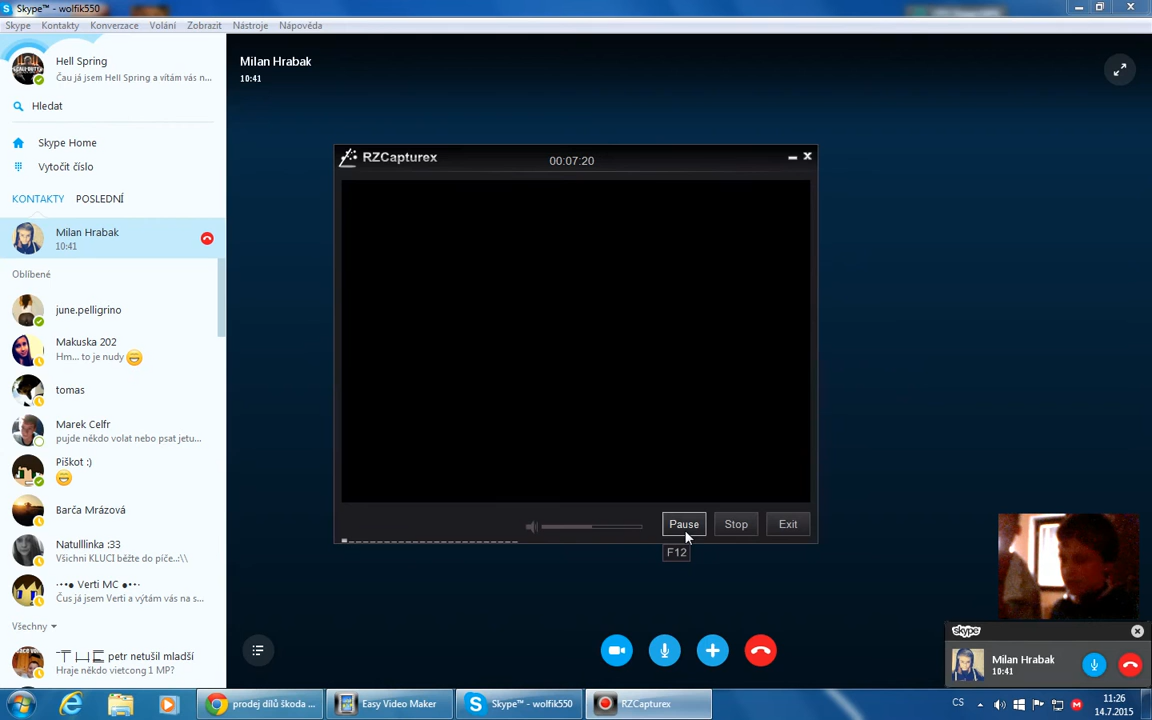 Skype™ - wolfik550
Skype Kontakty Konverzace Volání Zobrazit Nástroje Nápověda
Hell Spring
Čau já jsem Hell Spring a vítám vás n...
Hledat
Skype Home
Vytočit číslo
KONTAKTY POSLEDNÍ
Milan Hrabak
10:41
Oblíbené
june.pelligrino
Makuska 202
Hm... to je nudy
tomas
Marek Celfr
pujde někdo volat nebo psat jetu...
Piškot :)
Barča Mrázová
Natulllinka :33
Všichni KLUCI běžte do píče..:\\
·٠•● Verti MC ●•٠·
Čus já jsem Verti a výtám vás na s...
Všechny
petr netušil mladší
Hraje někdo vietcong 1 MP?
Milan Hrabak
10:41
RZCapturex
00:07:20
Pause Stop Exit
F12
skype
Milan Hrabak
10:41
prodej dílů škoda ...
Easy Video Maker
Skype™ - wolfik550
RZCapturex
CS
11:26
14.7.2015